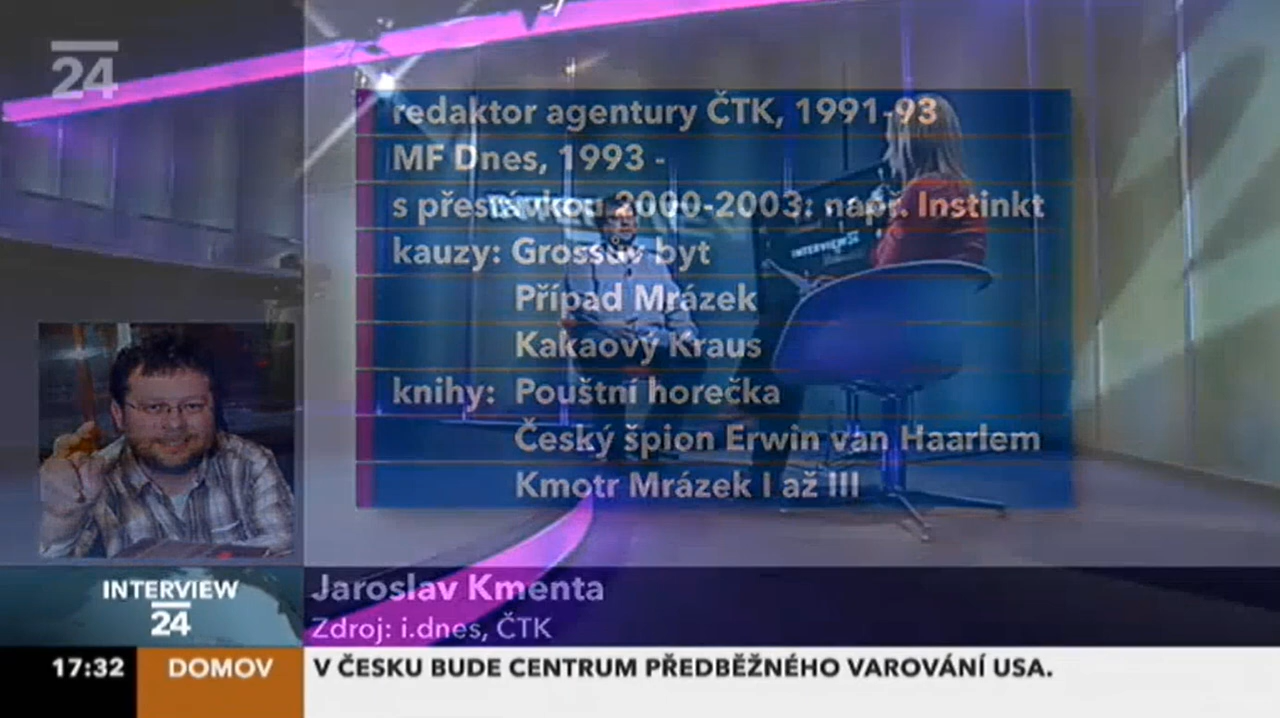 24
redaktor agentury ČTK, 1991-93
MF Dnes, 1993 -
s přestávkou 2000-2003: např. Instinkt
kauzy: Grossův byt
Případ Mrázek
Kakaový Kraus
knihy: Pouštní horečka
Český špion Erwin van Haarlem
Kmotr Mrázek I až III
INTERVIEW
INTERVIEW
24
Jaroslav Kmenta
Zdroj: i.dnes, ČTK
17:32 DOMOV V ČESKU BUDE CENTRUM PŘEDBĚŽNÉHO VAROVÁNÍ USA.